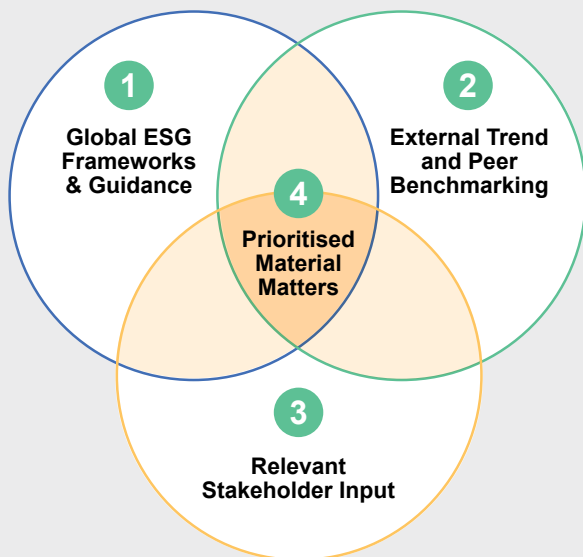 1
Global ESG
Frameworks
& Guidance
2
External Trend
and Peer
Benchmarking
4
Prioritised
Material
Matters
3
Relevant
Stakeholder Input